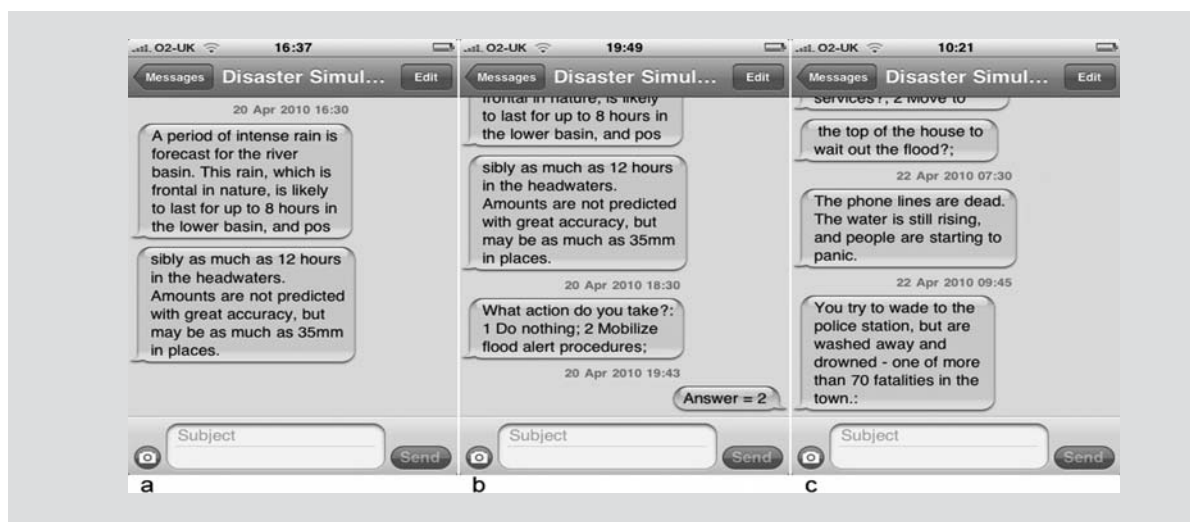 O2-UK 16:37
Messages Disaster Simul... Edit
20 Apr 2010 16:30
A period of intense rain is
forecast for the river
basin. This rain, which is
frontal in nature, is likely
to last for up to 8 hours in
the lower basin, and pos
sibly as much as 12 hours
in the headwaters.
Amounts are not predicted
with great accuracy, but
may be as much as 35mm
in places.
Subject
Send
a
O2-UK 19:49
Messages Disaster Simul... Edit
frontal in nature, is likely
to last for up to 8 hours in
the lower basin, and pos
sibly as much as 12 hours
in the headwaters.
Amounts are not predicted
with great accuracy, but
may be as much as 35mm
in places.
20 Apr 2010 18:30
What action do you take?:
1 Do nothing; 2 Mobilize
flood alert procedures;
20 Apr 2010 19:43
Answer = 2
Subject
Send
b
O2-UK 10:21
Messages Disaster Simul... Edit
services?; 2 Move to
the top of the house to
wait out the flood?;
22 Apr 2010 07:30
The phone lines are dead.
The water is still rising,
and people are starting to
panic.
22 Apr 2010 09:45
You try to wade to the
police station, but are
washed away and
drowned - one of more
than 70 fatalities in the
town.:
Subject
Send
c